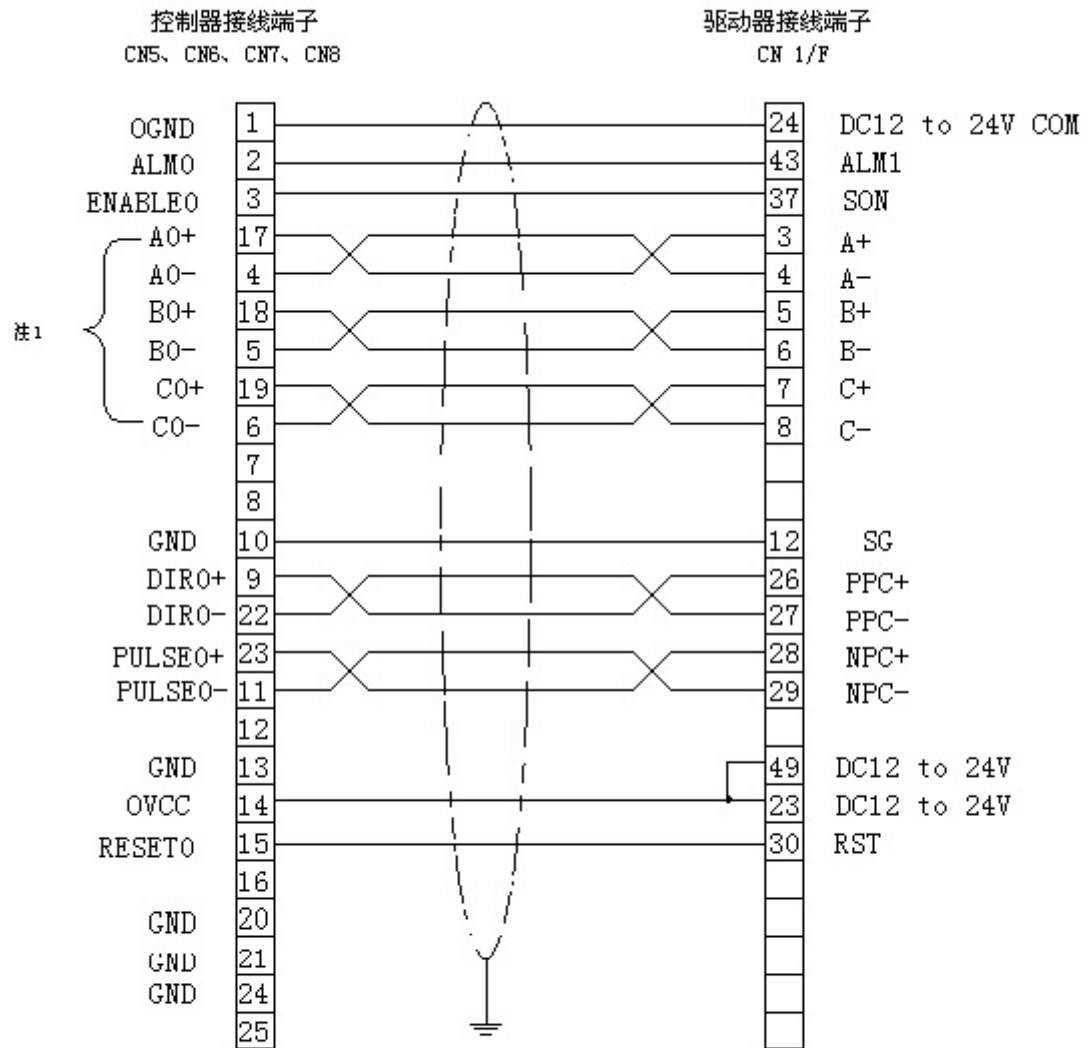 控制器接线端子 驱动器接线端子
CN5、CN6、CN7、CN8 CN 1/F
OGND 1 24 DC12 to 24V COM
ALM0 2 43 ALM1
ENABLE0 3 37 SON
A0+ 17 3 A+
A0- 4 4 A-
B0+ 18 5 B+
注1
B0- 5 6 B-
C0+ 19 7 C+
C0- 6 8 C-
7
8
GND 10 12 SG
DIR0+ 9 26 PPC+
DIR0- 22 27 PPC-
PULSE0+ 23 28 NPC+
PULSE0- 11 29 NPC-
12
GND 13 49 DC12 to 24V
OVCC 14 23 DC12 to 24V
RESET0 15 30 RST
16
GND 20
GND 21
GND 24
25